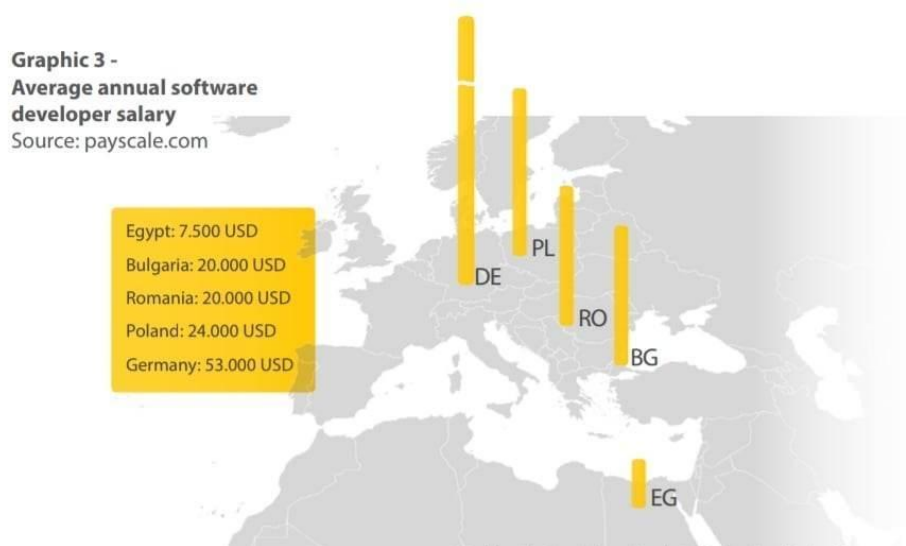 Graphic 3 -
Average annual software
developer salary
Source: payscale.com
Egypt: 7.500 USD
Bulgaria: 20.000 USD
Romania: 20.000 USD
Poland: 24.000 USD
Germany: 53.000 USD
PL
DE
RO
BG
EG